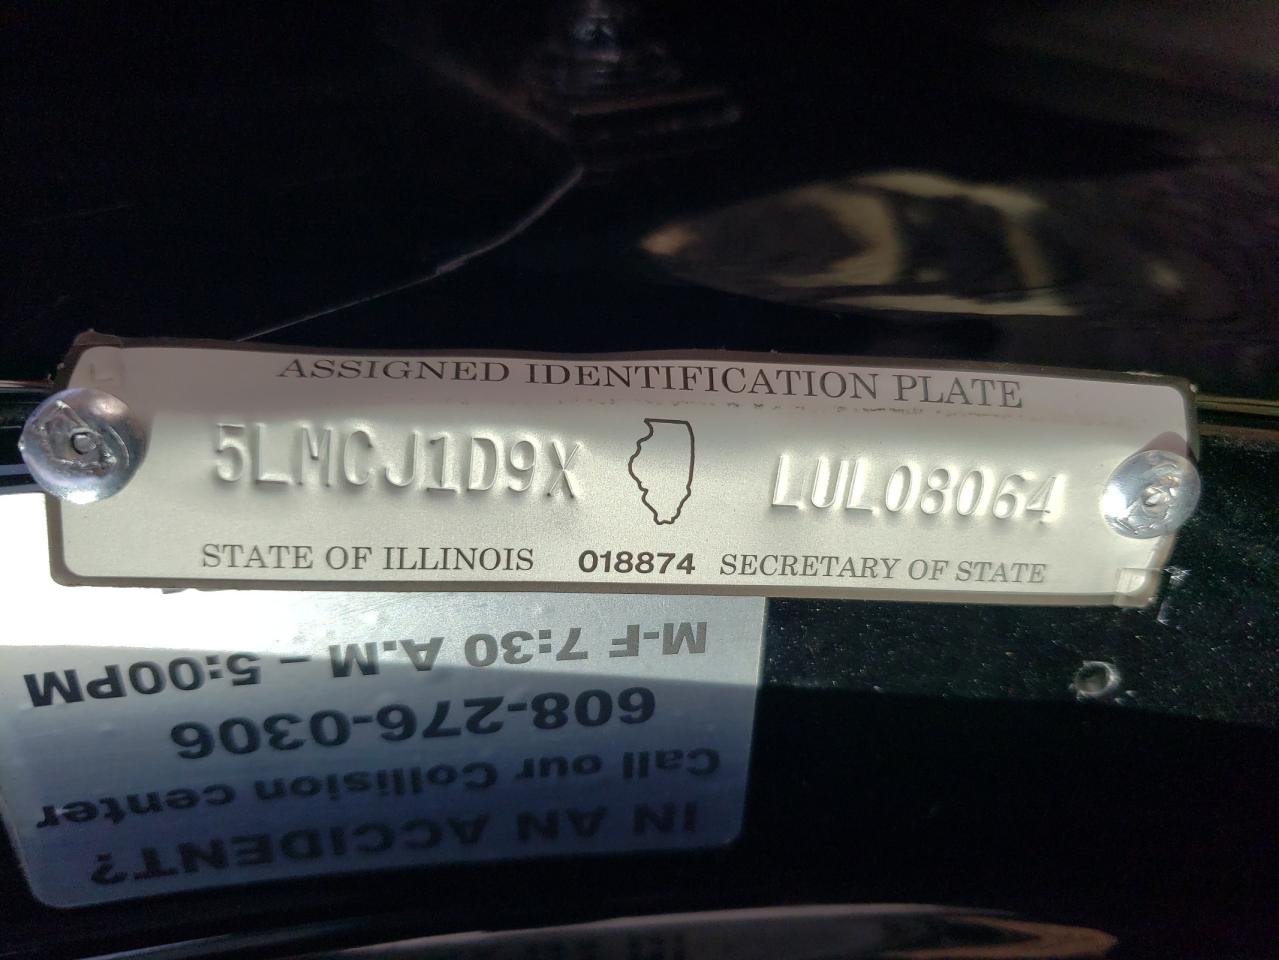 ASSIGNED IDENTIFICATION PLATE
5LMCJ1D9X LUL08064
STATE OF ILLINOIS 018874 SECRETARY OF STATE
IN AN ACCIDENT?
Call our Collision center
608-276-0306
M-F 7:30 A.M - 5:00PM